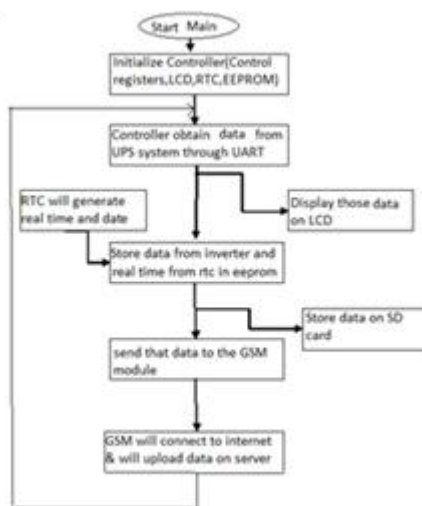 Start Main
Initialize Controller(Control
registers,LCD,RTC,EEPROM)
Controller obtain data from
UPS system through UART
RTC will generate
real time and date
Display those data
on LCD
Store data from inverter and
real time from rtc in eeprom
Store data on SD
card
send that data to the GSM
module
GSM will connect to internet
& will upload data on server